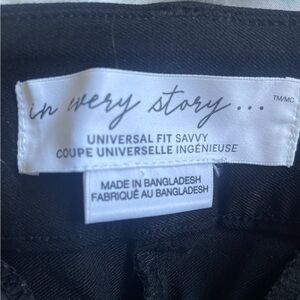 in every story... TM/MC
UNIVERSAL FIT SAVVY
COUPE UNIVERSELLE INGÉNIEUSE
MADE IN BANGLADESH
FABRIQUÉ AU BANGLADESH